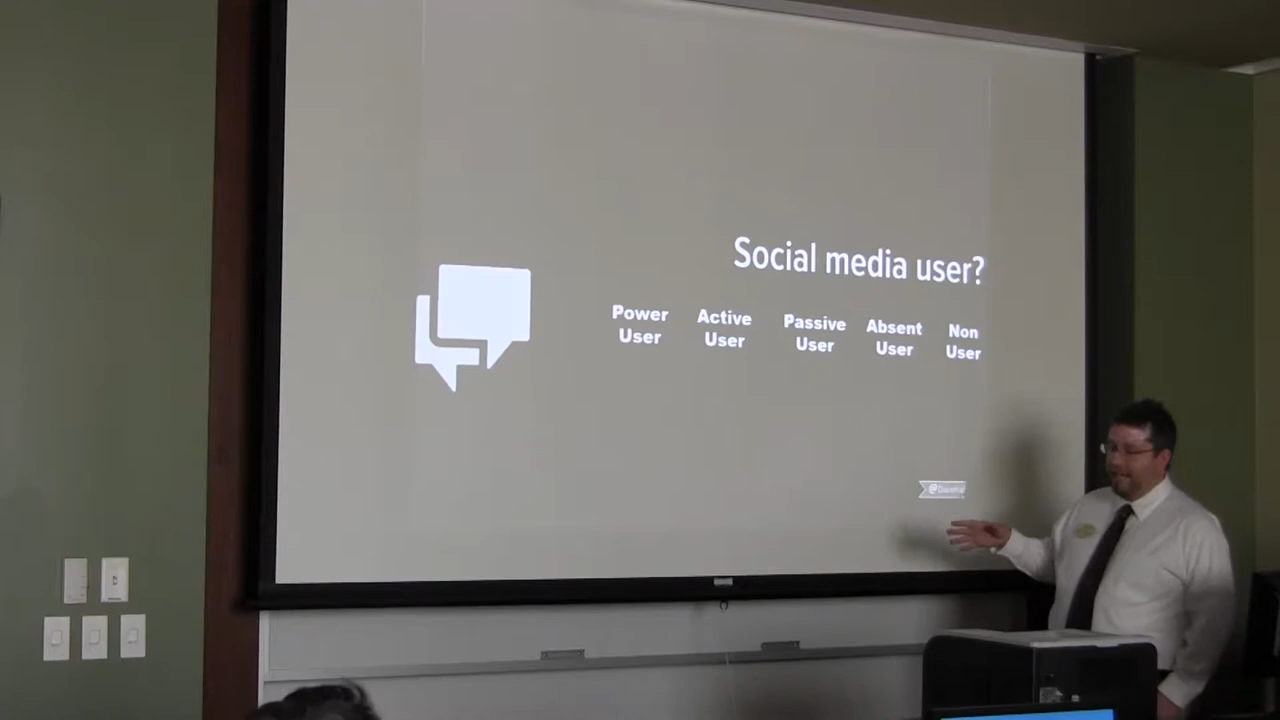 Social media user?
Power
User
Active
User
Passive
User
Absent
User
Non
User